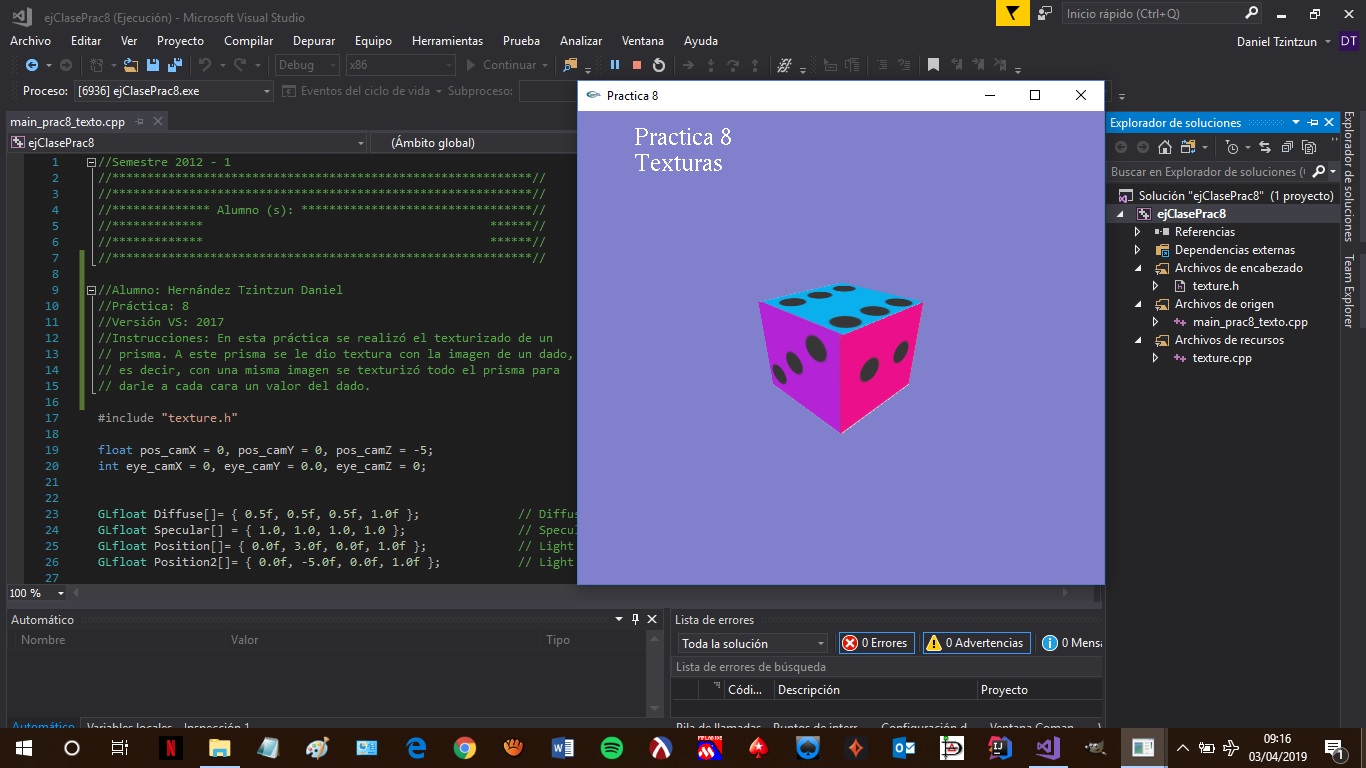 ejClasePrac8 (Ejecución) - Microsoft Visual Studio
Inicio rápido (Ctrl+Q)
Archivo Editar Ver Proyecto Compilar Depurar Equipo Herramientas Prueba Analizar Ventana Ayuda
Daniel Tzintzun DT
Debug x86 Continuar
Proceso: [6936] ejClasePrac8.exe Eventos del ciclo de vida Subproceso:
main_prac8_texto.cpp
ejClasePrac8 (Ámbito global)
1 //Semestre 2012 - 1
2 //************************************************************//
3 //************************************************************//
4 //************** Alumno (s): *********************************//
5 //************* ******//
6 //************* ******//
7 //************************************************************//
8
9 //Alumno: Hernández Tzintzun Daniel
10 //Práctica: 8
11 //Versión VS: 2017
12 //Instrucciones: En esta práctica se realizó el texturizado de un
13 // prisma. A este prisma se le dio textura con la imagen de un dado,
14 // es decir, con una misma imagen se texturizó todo el prisma para
15 // darle a cada cara un valor del dado.
16
17 #include "texture.h"
18
19 float pos_camX = 0, pos_camY = 0, pos_camZ = -5;
20 int eye_camX = 0, eye_camY = 0.0, eye_camZ = 0;
21
22
23 GLfloat Diffuse[]= { 0.5f, 0.5f, 0.5f, 1.0f }; // Diffus
24 GLfloat Specular[] = { 1.0, 1.0, 1.0, 1.0 }; // Specul
25 GLfloat Position[]= { 0.0f, 3.0f, 0.0f, 1.0f }; // Light
26 GLfloat Position2[]= { 0.0f, -5.0f, 0.0f, 1.0f }; // Light
27
100 %
Practica 8
Practica 8
Texturas
Explorador de soluciones
Buscar en Explorador de soluciones (
Solución "ejClasePrac8" (1 proyecto)
ejClasePrac8
Referencias
Dependencias externas
Archivos de encabezado
texture.h
Archivos de origen
main_prac8_texto.cpp
Archivos de recursos
texture.cpp
Explorador de soluciones
Team Explorer
Automático
Nombre Valor Tipo
Automático Variables locales Inspección 1
Lista de errores
Toda la solución 0 Errores 0 Advertencias 0 Mensa
Lista de errores de búsqueda
Códi... Descripción Proyecto
Pila de llamadas Puntos de interr... Configuración d... Ventana Coman...
09:16
03/04/2019
1